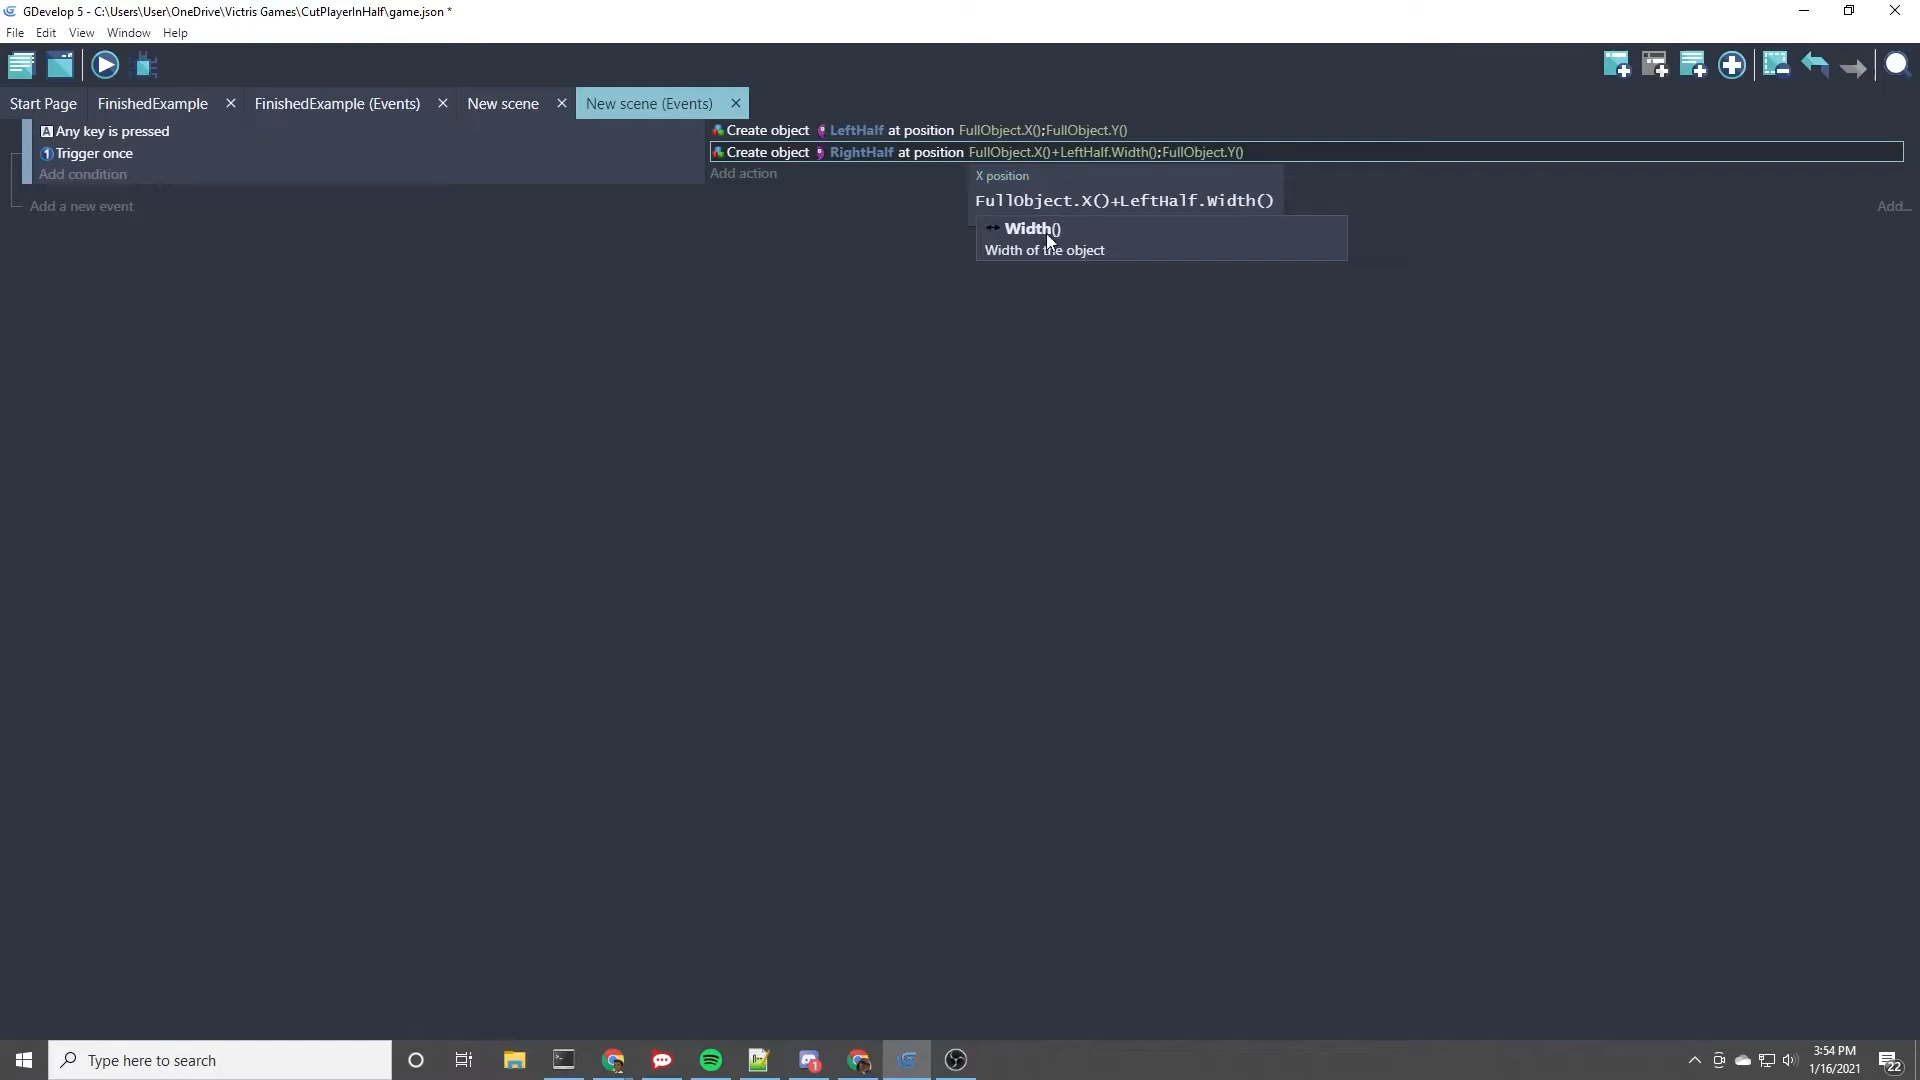 GDevelop 5 - C:\Users\User\OneDrive\Victris Games\CutPlayerInHalf\game.json *
File Edit View Window Help
Start Page FinishedExample × FinishedExample (Events) × New scene × New scene (Events) ×
Any key is pressed
Trigger once
Add condition
Add a new event
Create object LeftHalf at position FullObject.X();FullObject.Y()
Create object RightHalf at position FullObject.X()+LeftHalf.Width();FullObject.Y()
Add action
X position
FullObject.X()+LeftHalf.Width()
Width()
Width of the object
Add...
Type here to search
1
3:54 PM
1/16/2021
22